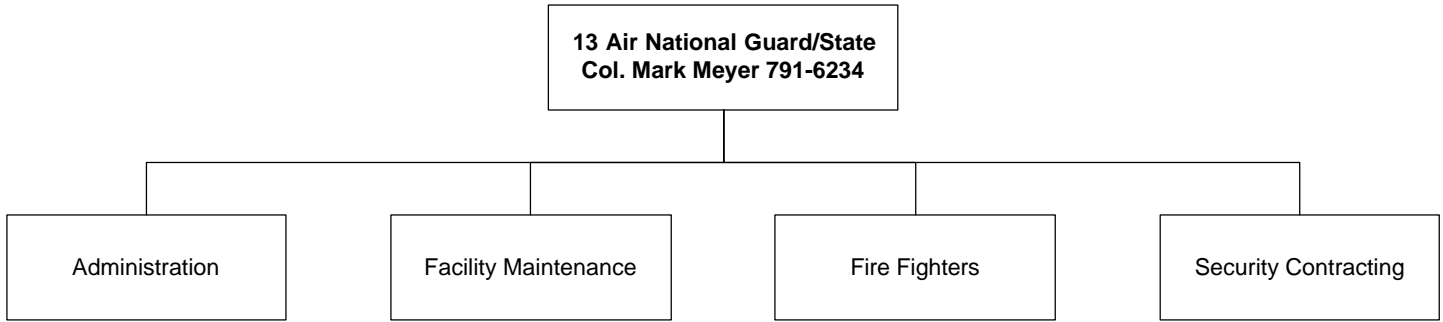 13 Air National Guard/State
Col. Mark Meyer 791-6234
Administration
Facility Maintenance
Fire Fighters
Security Contracting